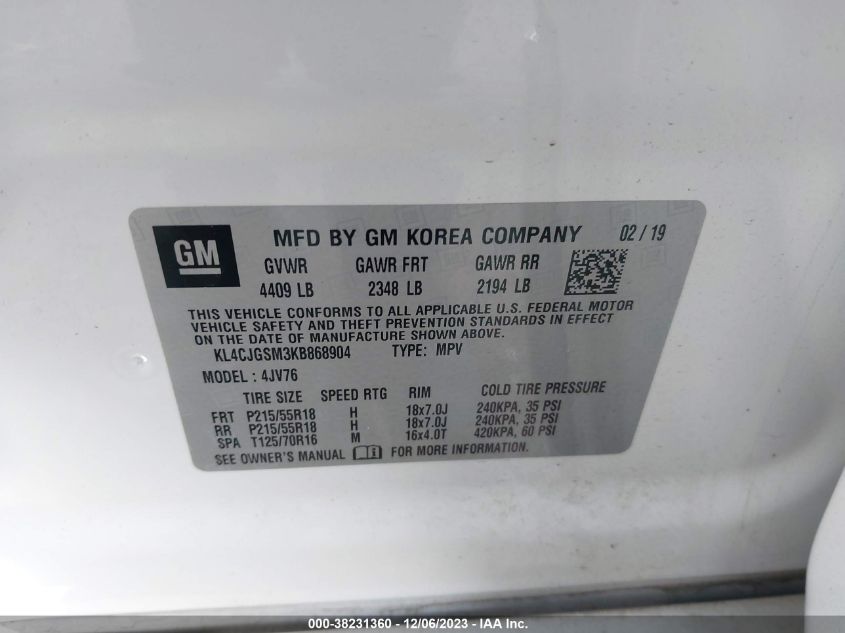 GM
MFD BY GM KOREA COMPANY 02/19
GVWR GAWR FRT GAWR RR
4409 LB 2348 LB 2194 LB
THIS VEHICLE CONFORMS TO ALL APPLICABLE U.S. FEDERAL MOTOR
VEHICLE SAFETY AND THEFT PREVENTION STANDARDS IN EFFECT
ON THE DATE OF MANUFACTURE SHOWN ABOVE.
KL4CJGSM3KB868904 TYPE: MPV
MODEL: 4JV76
TIRE SIZE SPEED RTG RIM COLD TIRE PRESSURE
FRT P215/55R18 H 18x7.0J 240KPA, 35 PSI
RR P215/55R18 H 18x7.0J 240KPA, 35 PSI
SPA T125/70R16 M 16x4.0T 420KPA, 60 PSI
SEE OWNER'S MANUAL FOR MORE INFORMATION.
000-38231360 - 12/06/2023 - IAA Inc.